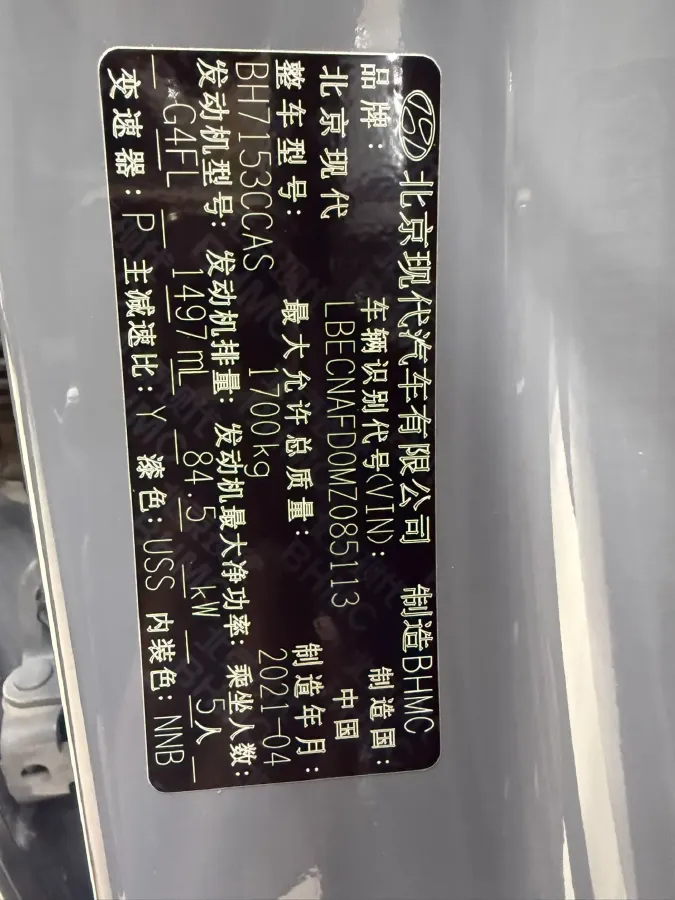 北京现代汽车有限公司 制造BHMC
品牌: 车辆识别代号(VIN): 制造国:
北京现代 LBECNAFD0MZ085113 中国
整车型号: 最大允许总质量: 制造年月:
BH7153CCAS 1700kg 2021-04
发动机型号: 发动机排量: 发动机最大净功率: 乘坐人数:
G4FL 1497ml 84.5 kW 5人
变速器: P 主减速比: Y 漆色: USS 内装色: NNB